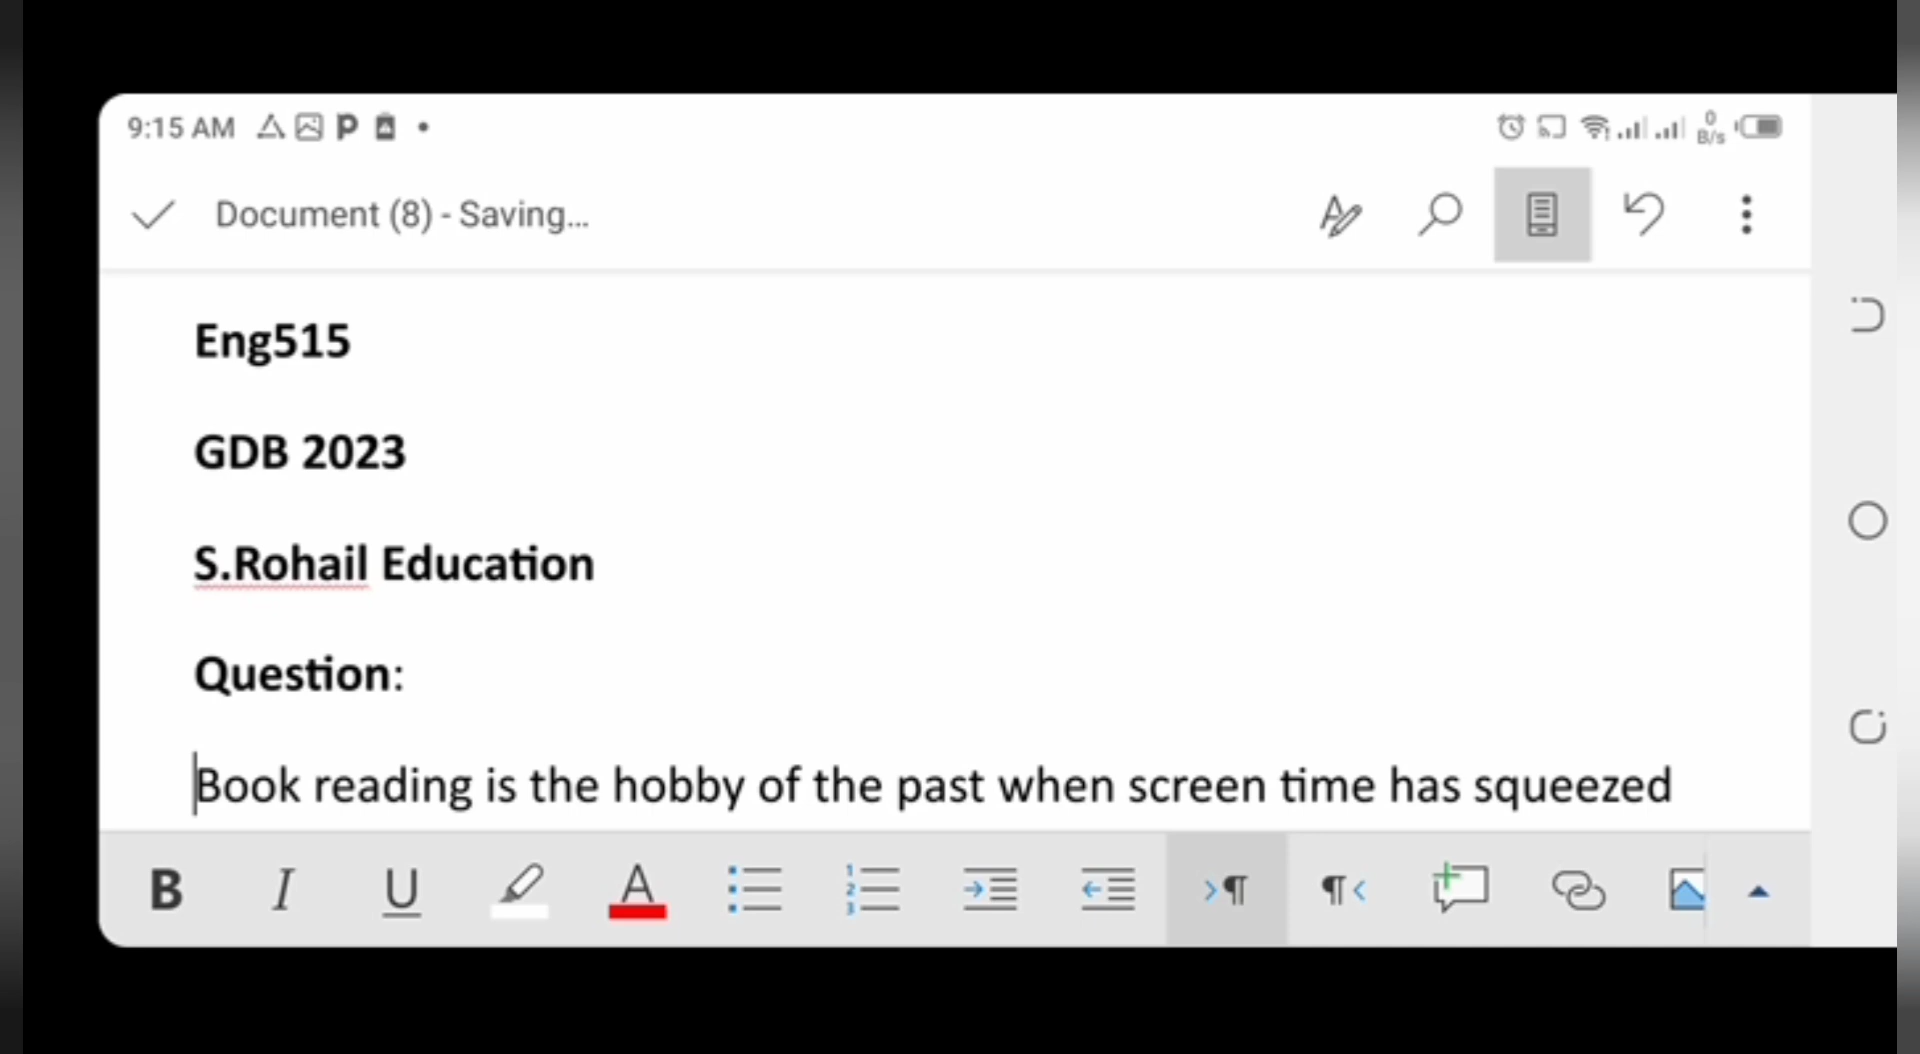 9:15 AM
0
B/s
Document (8) - Saving...
Eng515
GDB 2023
S.Rohail Education
Question:
Book reading is the hobby of the past when screen time has squeezed
B I U A